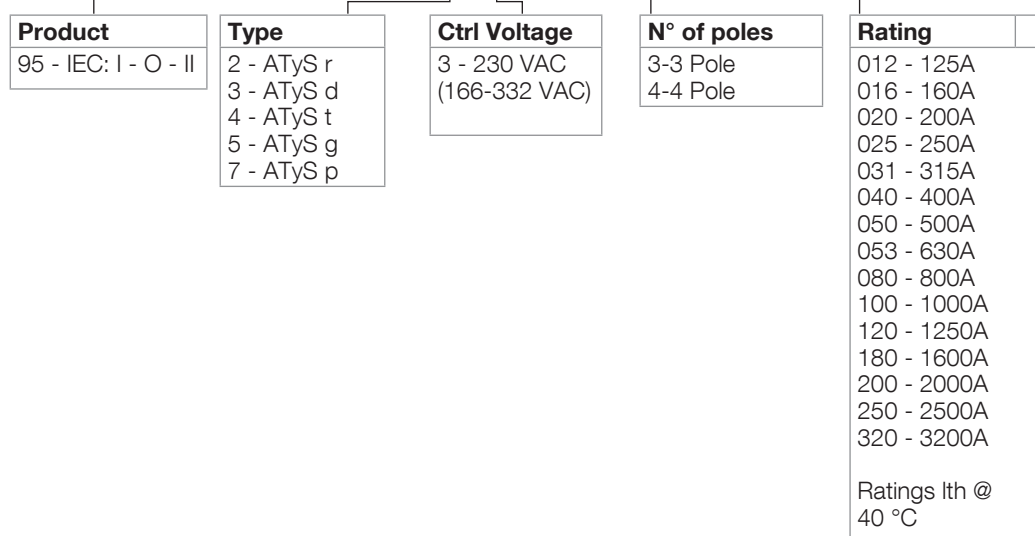 Product
95 - IEC: I - O - II
Type
2 - ATyS r
3 - ATyS d
4 - ATyS t
5 - ATyS g
7 - ATyS p
Ctrl Voltage
3 - 230 VAC
(166-332 VAC)
N° of poles
3-3 Pole
4-4 Pole
Rating
012 - 125A
016 - 160A
020 - 200A
025 - 250A
031 - 315A
040 - 400A
050 - 500A
053 - 630A
080 - 800A
100 - 1000A
120 - 1250A
180 - 1600A
200 - 2000A
250 - 2500A
320 - 3200A
Ratings Ith @
40 °C